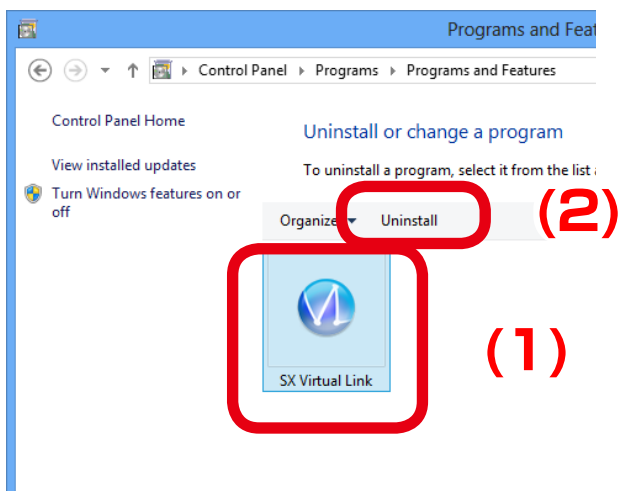 Programs and Feat
Control Panel ▸ Programs ▸ Programs and Features
Control Panel Home
Uninstall or change a program
View installed updates
To uninstall a program, select it from the list a
Turn Windows features on or
off
Organize Uninstall
(2)
(1)
SX Virtual Link